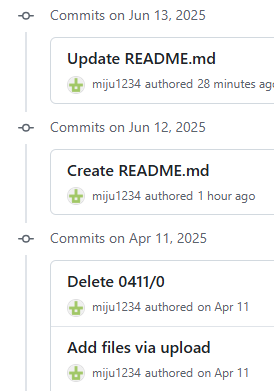 Commits on Jun 13, 2025
Update README.md
miju1234 authored 28 minutes ago
Commits on Jun 12, 2025
Create README.md
miju1234 authored 1 hour ago
Commits on Apr 11, 2025
Delete 0411/0
miju1234 authored on Apr 11
Add files via upload
miju1234 authored on Apr 11